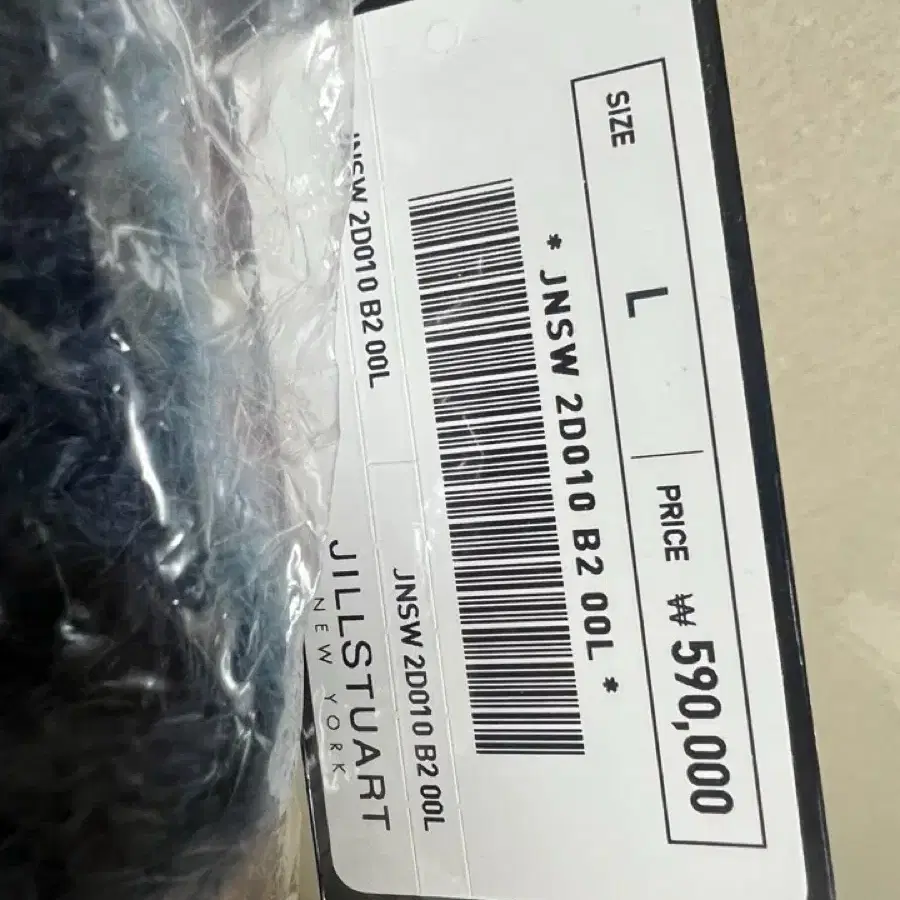 SIZE L | PRICE ₩ 590,000
* JNSW 2D010 B2 00L *
JNSW 2D010 B2 00L
JNSW 2D010 B2 00L
JILLSTUART
NEW YORK